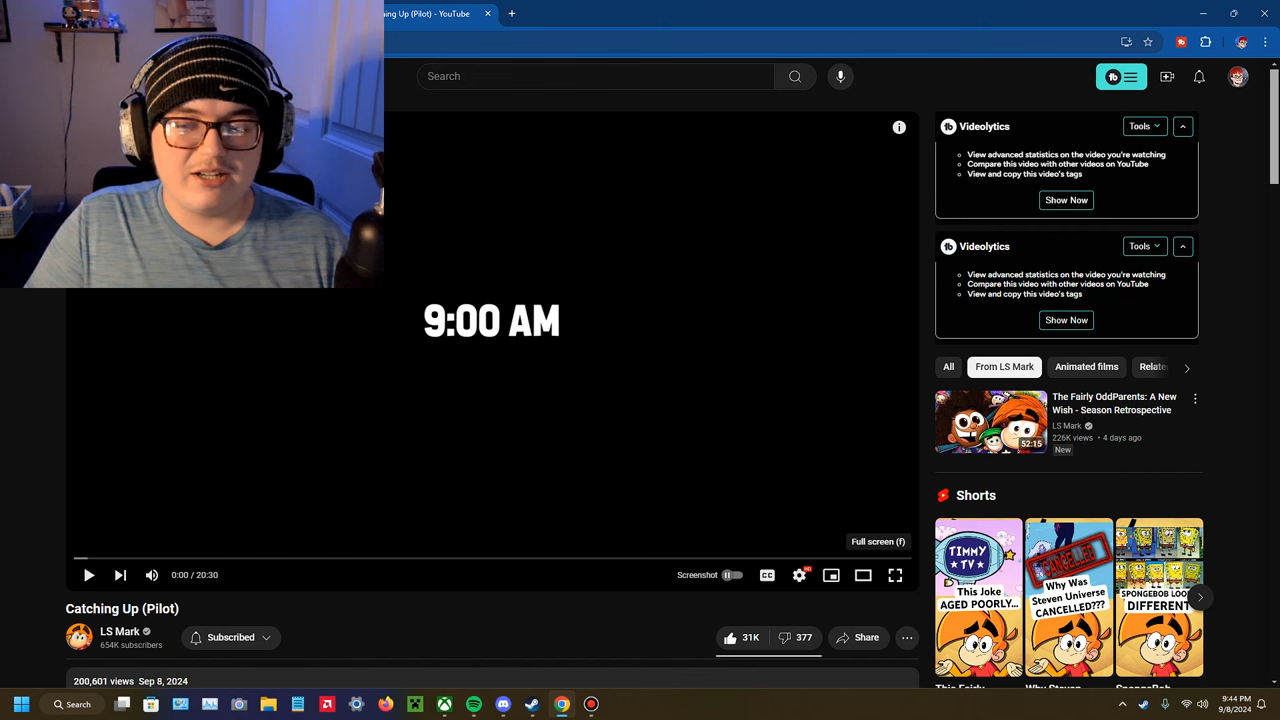 ching Up (Pilot) - YouTube
Search
Videolytics
Tools
View advanced statistics on the video you're watching
Compare this video with other videos on YouTube
View and copy this video's tags
Show Now
Videolytics
Tools
View advanced statistics on the video you're watching
Compare this video with other videos on YouTube
View and copy this video's tags
Show Now
9:00 AM
All
From LS Mark
Animated films
Relate
The Fairly OddParents: A New
Wish - Season Retrospective
LS Mark
226K views • 4 days ago
New
52:15
Shorts
TIMMY
TV
This Joke
AGED POORLY...
CANCELLED
Why Was
Steven Universe
CANCELLED???
SPONGEBOB LOO
DIFFERENT
Full screen (f)
0:00 / 20:30
Screenshot
CC
HD
Catching Up (Pilot)
LS Mark
654K subscribers
Subscribed
31K
377
Share
200,601 views Sep 8, 2024
Search
9:44 PM
9/8/2024